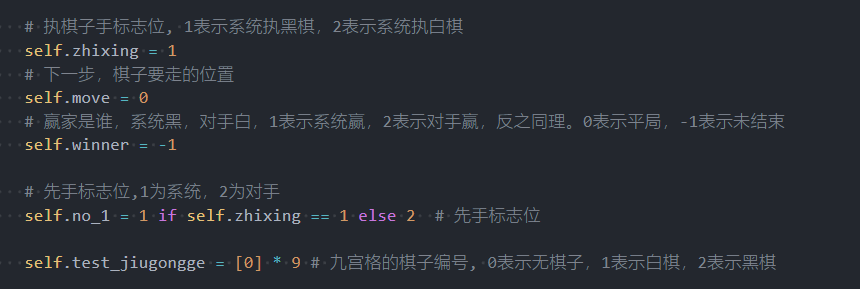 # 执棋子手标志位, 1表示系统执黑棋，2表示系统执白棋
self.zhixing = 1
# 下一步，棋子要走的位置
self.move = 0
# 赢家是谁，系统黑，对手白，1表示系统赢，2表示对手赢，反之同理。0表示平局，-1表示未结束
self.winner = -1
# 先手标志位,1为系统，2为对手
self.no_1 = 1 if self.zhixing == 1 else 2  # 先手标志位
self.test_jiugongge = [0] * 9 # 九宫格的棋子编号, 0表示无棋子，1表示白棋，2表示黑棋